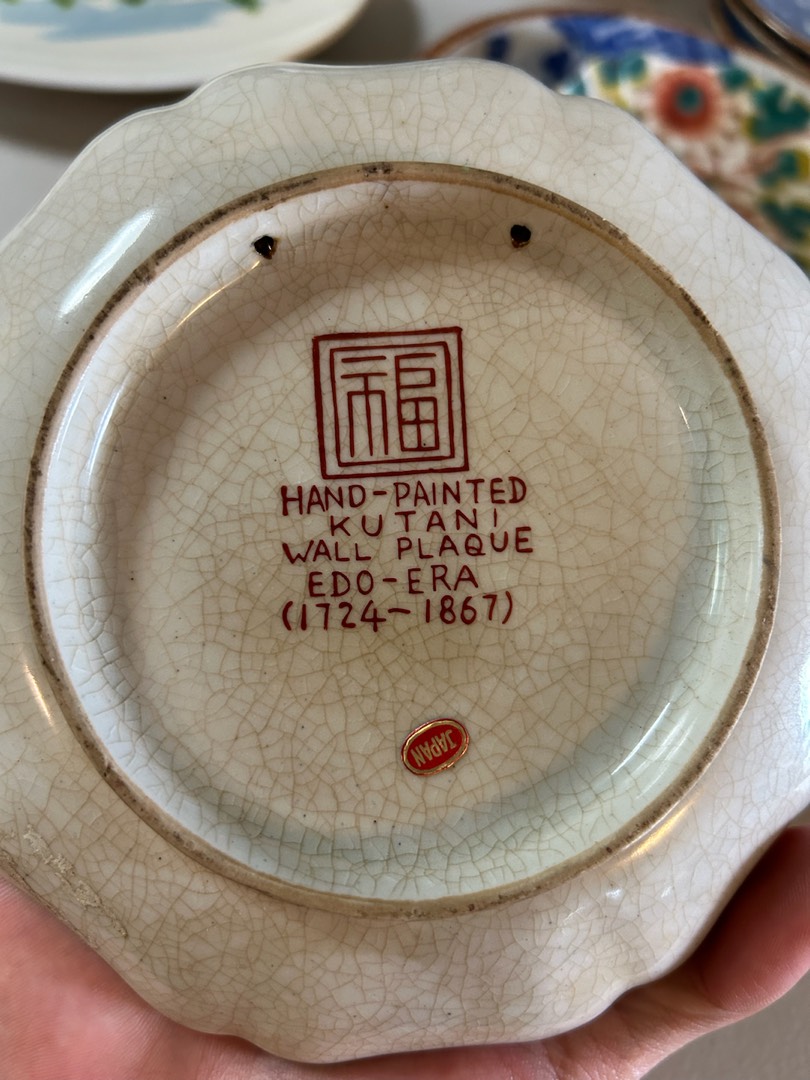 福
HAND-PAINTED
KUTANI
WALL PLAQUE
EDO-ERA
(1724-1867)
JAPAN